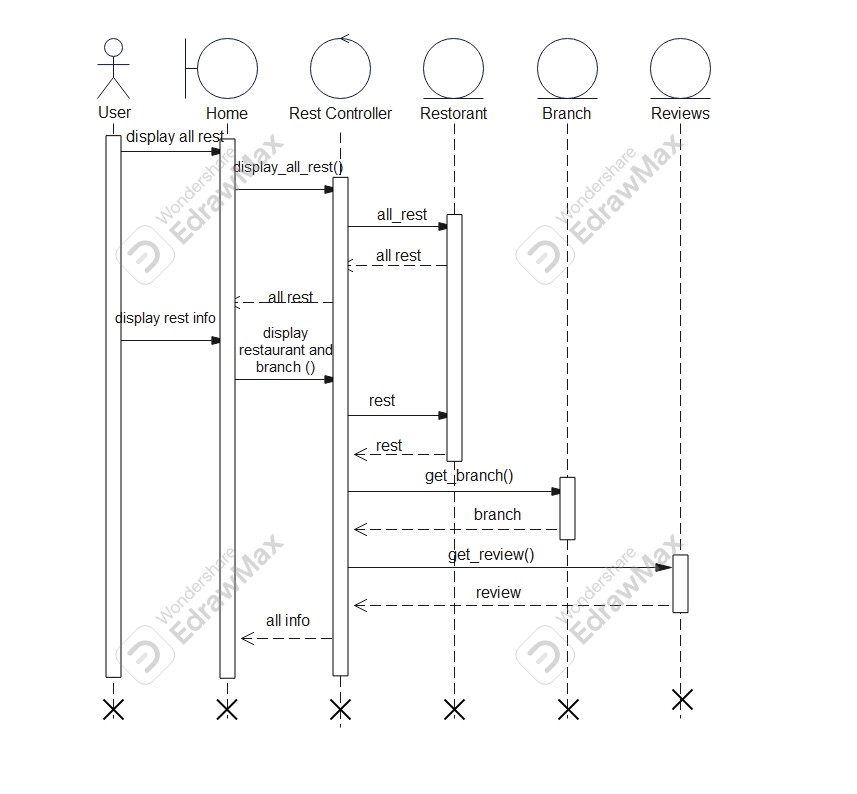 User
Home
Rest Controller
Restorant
Branch
Reviews
display all rest
display_all_rest()
all_rest
all rest
all rest
display rest info
display
restaurant and
branch ()
rest
rest
get_branch()
branch
get_review()
review
all info
Wondershare
EdrawMax
Wondershare
EdrawMax
Wondershare
EdrawMax
Wondershare
EdrawMax